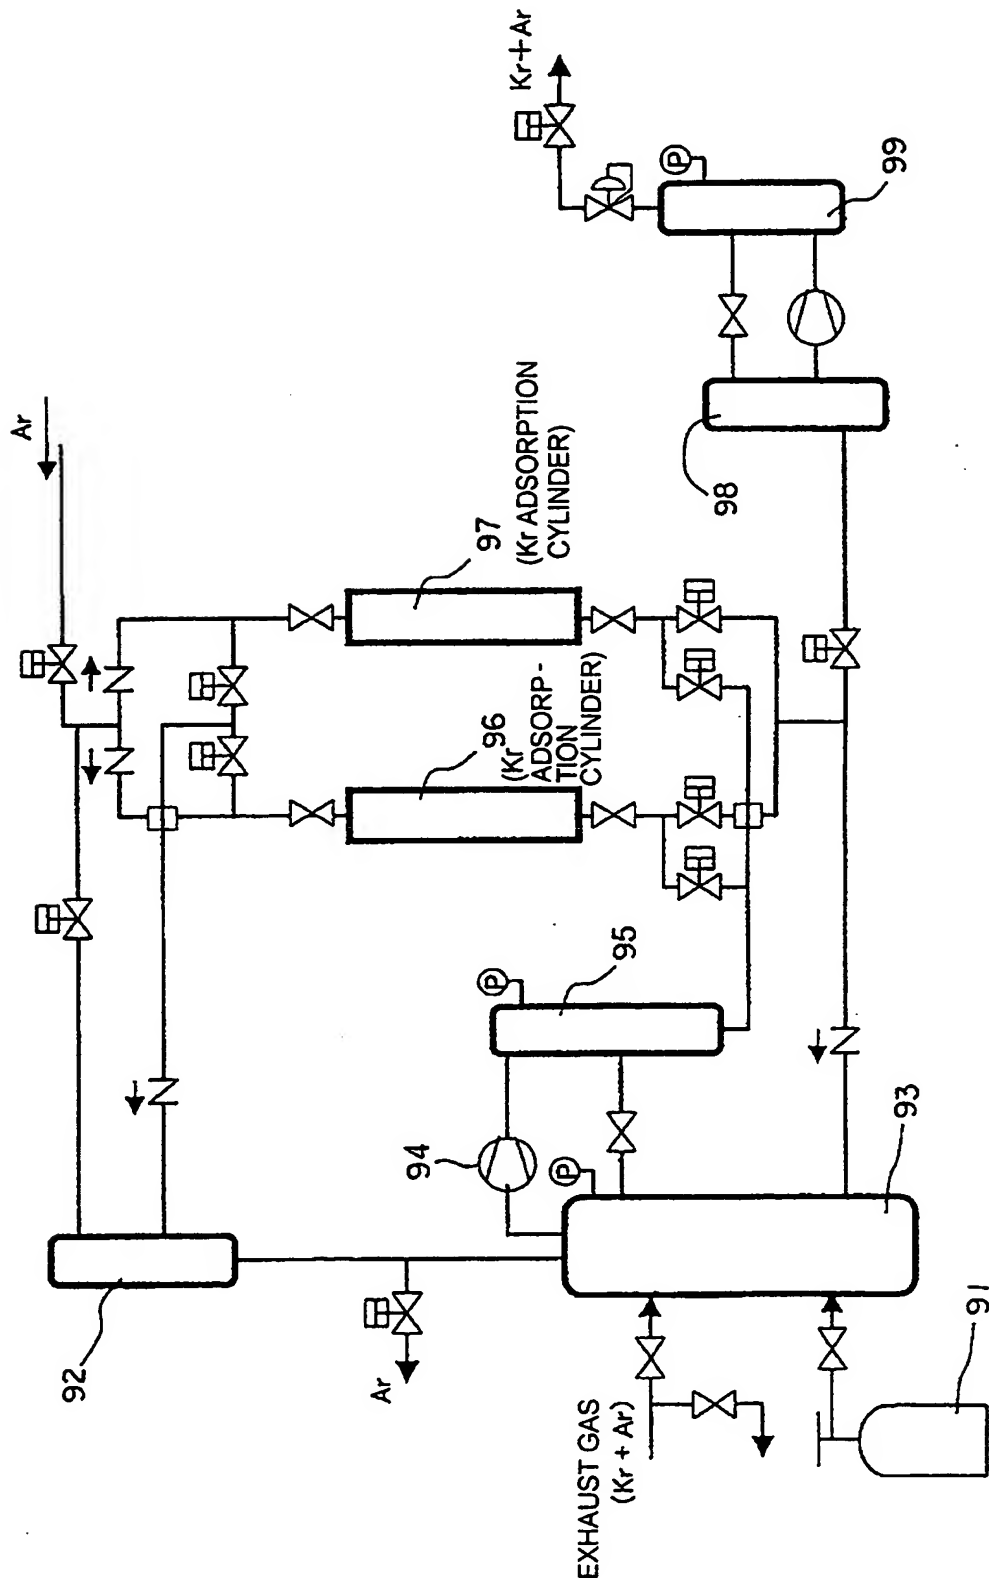 Ar
Kr+Ar
P
99
98
97
(Kr ADSORPTION
CYLINDER)
96
(Kr
ADSORP-
TION
CYLINDER)
P
95
94
P
93
92
Ar
EXHAUST GAS
(Kr + Ar)
91